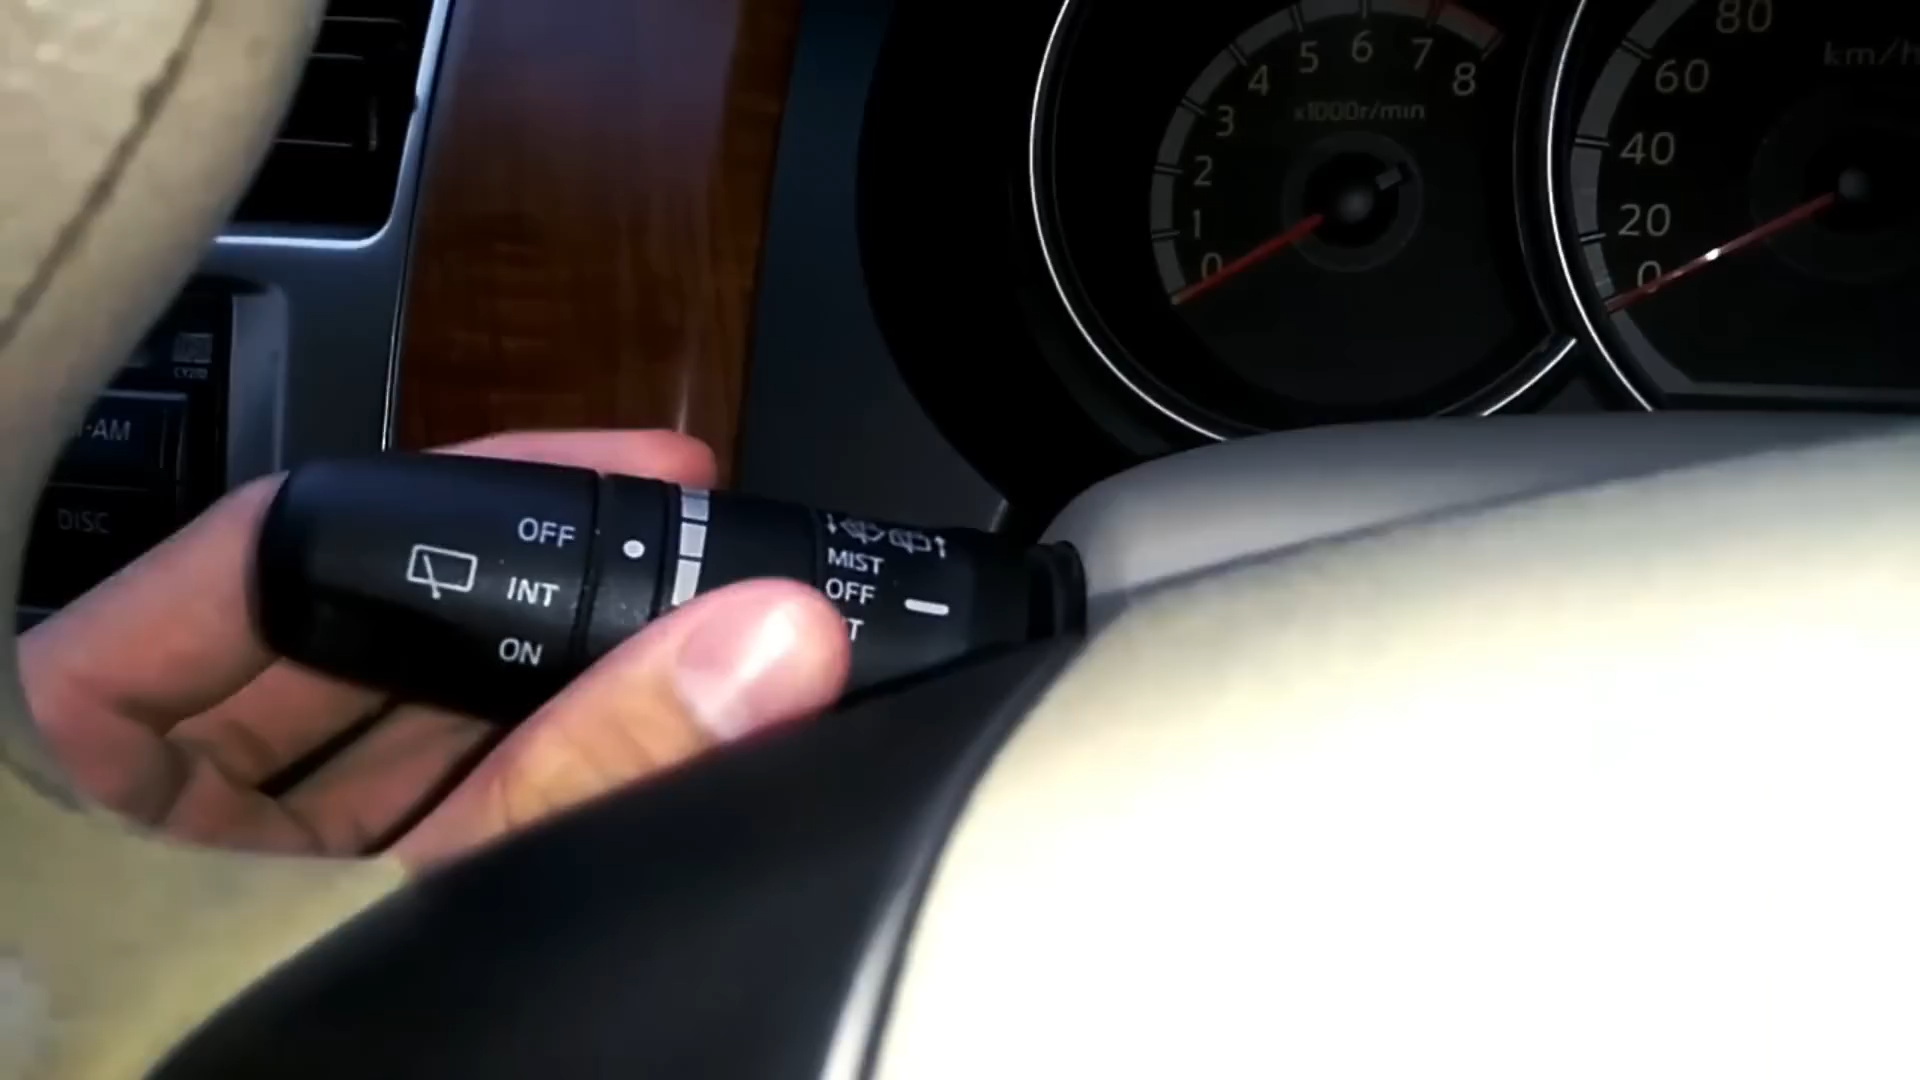 80
km/h
60
40
20
0
5 6 7
4 8
x1000r/min
3
2
1
0
-AM
DISC
OFF
INT
ON
MIST
OFF